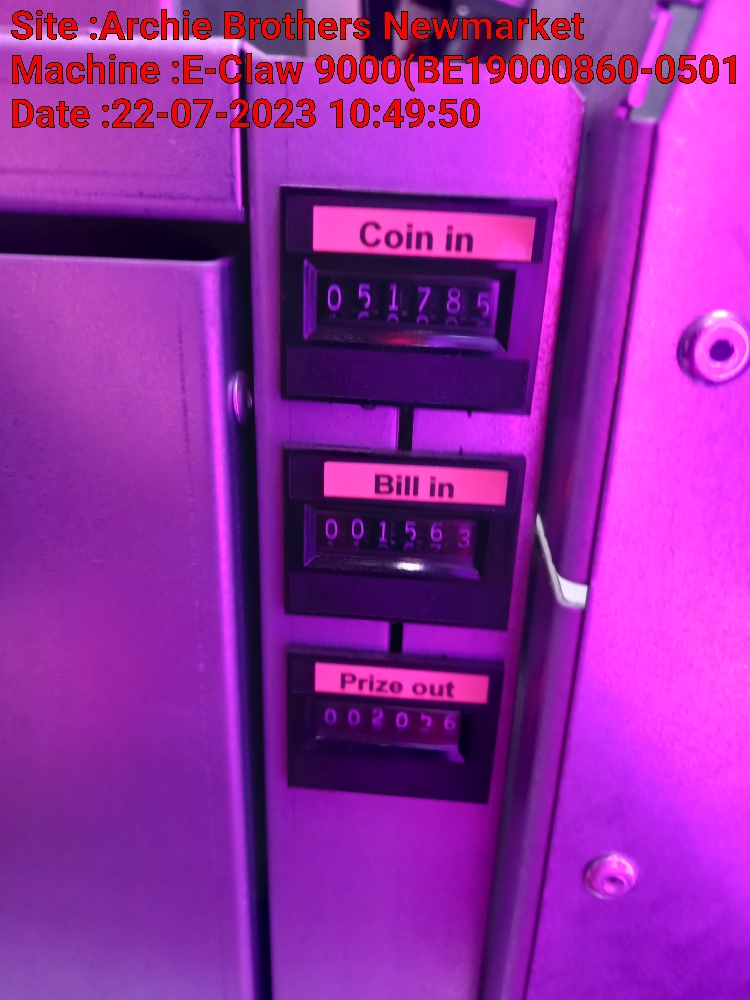 Site :Archie Brothers Newmarket
Machine :E-Claw 9000(BE19000860-0501
Date :22-07-2023 10:49:50
Coin in
051785
Bill in
001563
Prize out